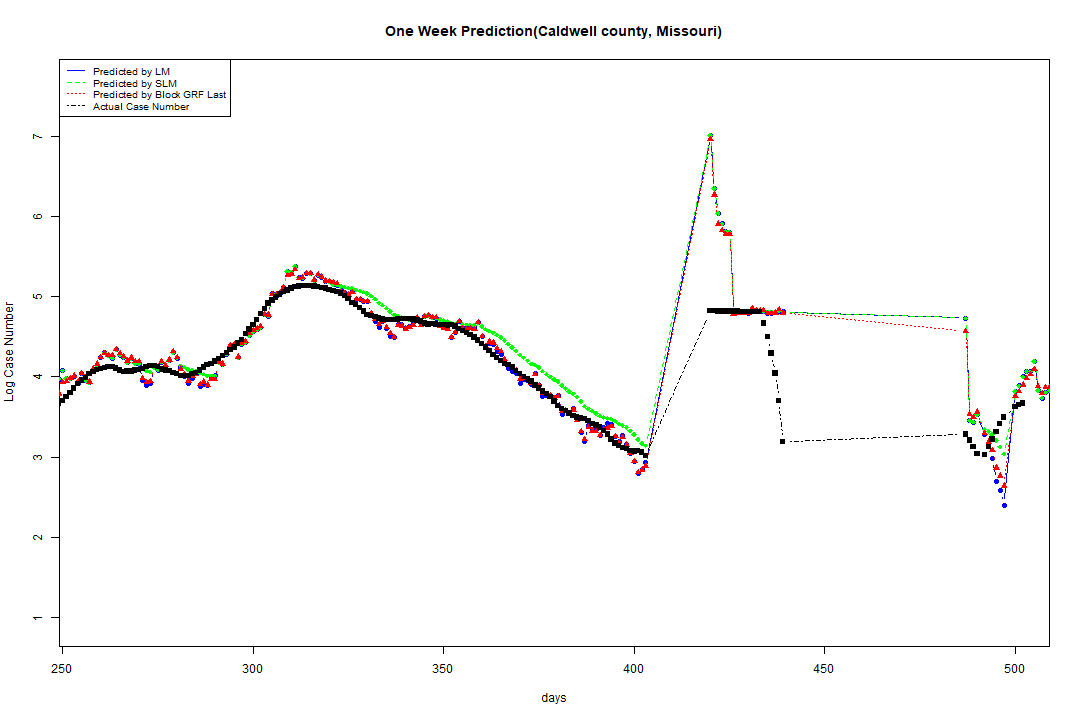 One Week Prediction(Caldwell county, Missouri)
Predicted by LM
Predicted by SLM
Predicted by Block GRF Last
Actual Case Number
7
6
5
4
3
2
1
Log Case Number
250 300 350 400 450 500
days